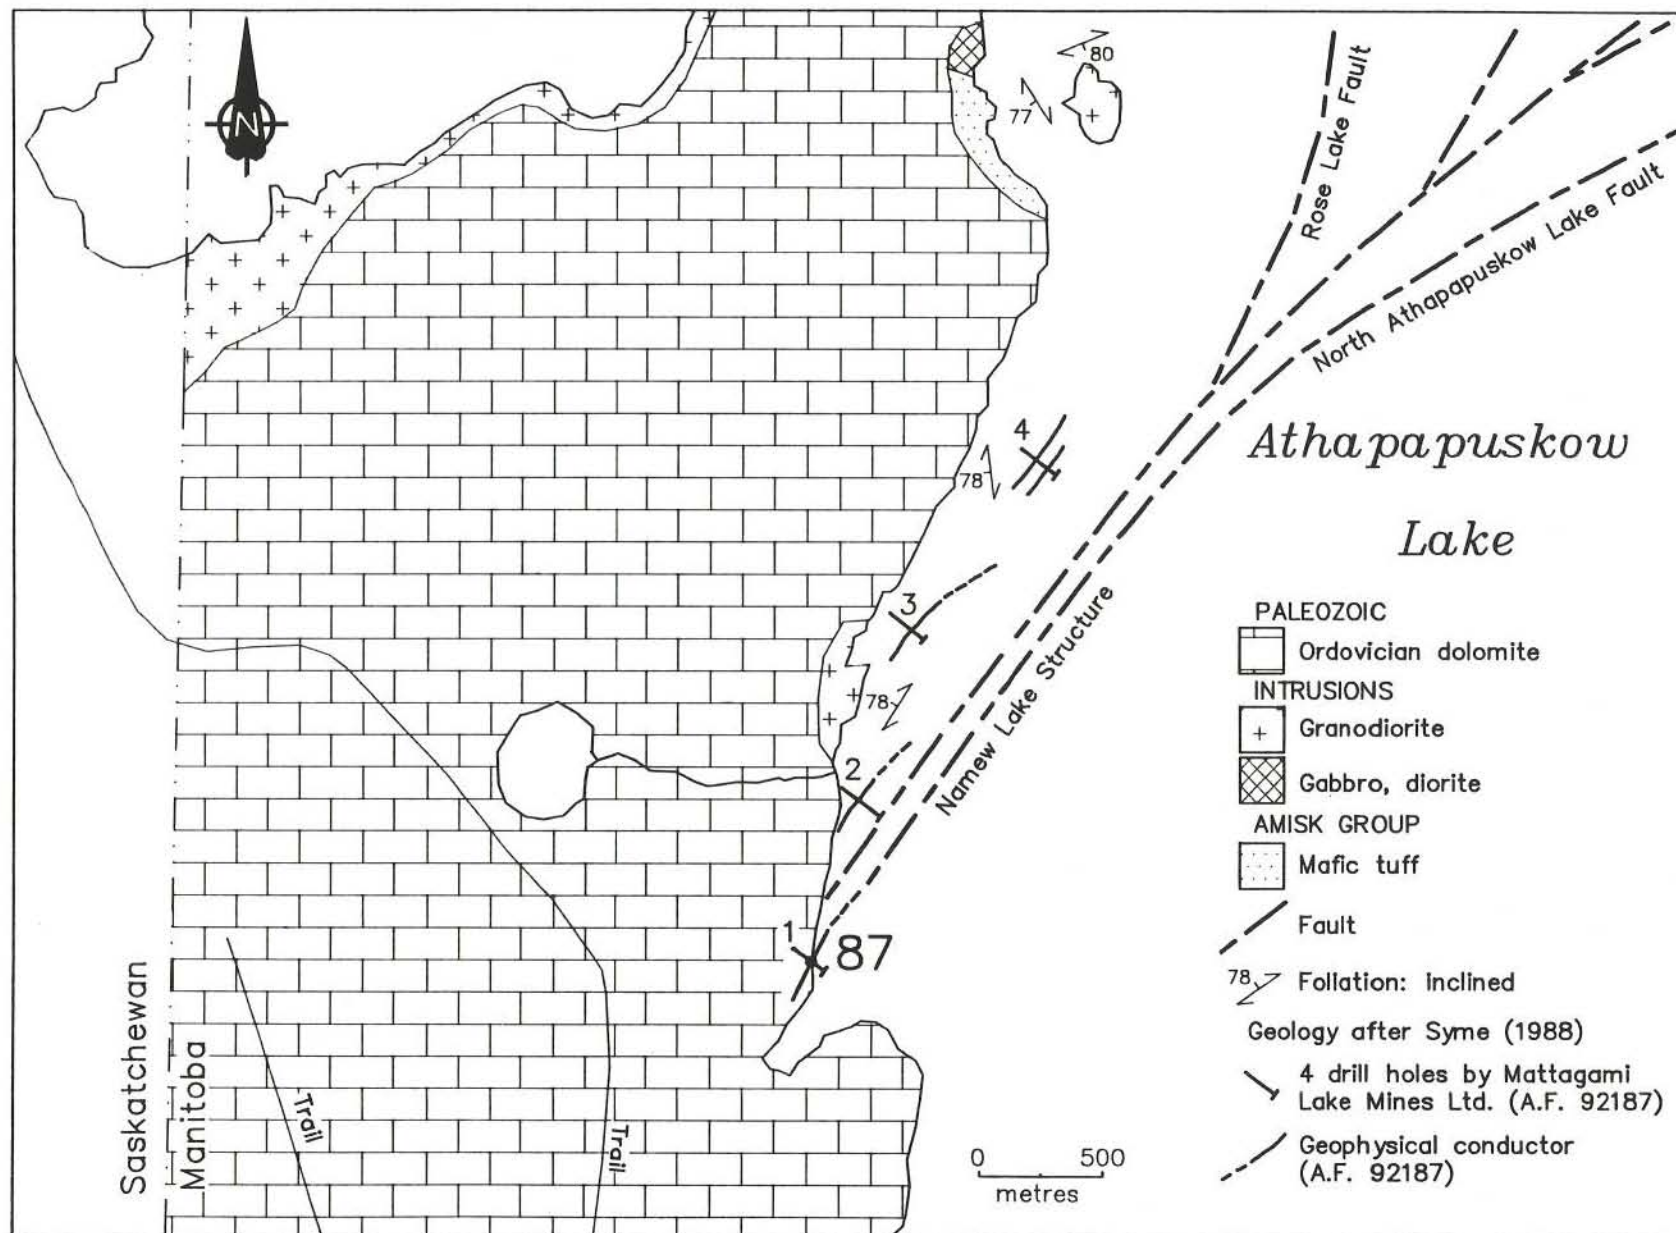 N
80
77
Rose Lake Fault
North Athapapuskow Lake Fault
4
78
Athapapuskow
Lake
3
78
Namew Lake Structure
2
1
87
Saskatchewan
Manitoba
Trail
Trail
0 500
metres
PALEOZOIC
Ordovician dolomite
INTRUSIONS
Granodiorite
Gabbro, diorite
AMISK GROUP
Mafic tuff
Fault
78
Foliation: inclined
Geology after Syme (1988)
4 drill holes by Mattagami
Lake Mines Ltd. (A.F. 92187)
Geophysical conductor
(A.F. 92187)